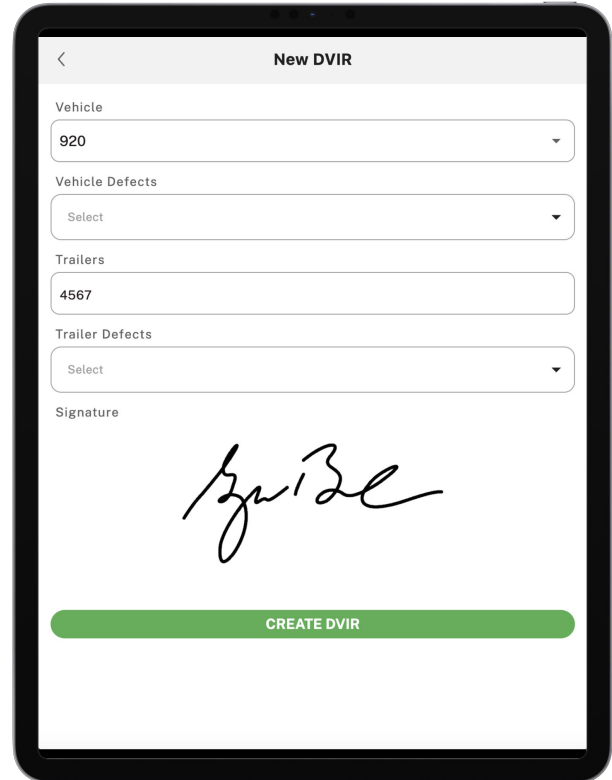 New DVIR
Vehicle
920
Vehicle Defects
Select
Trailers
4567
Trailer Defects
Select
Signature
CREATE DVIR